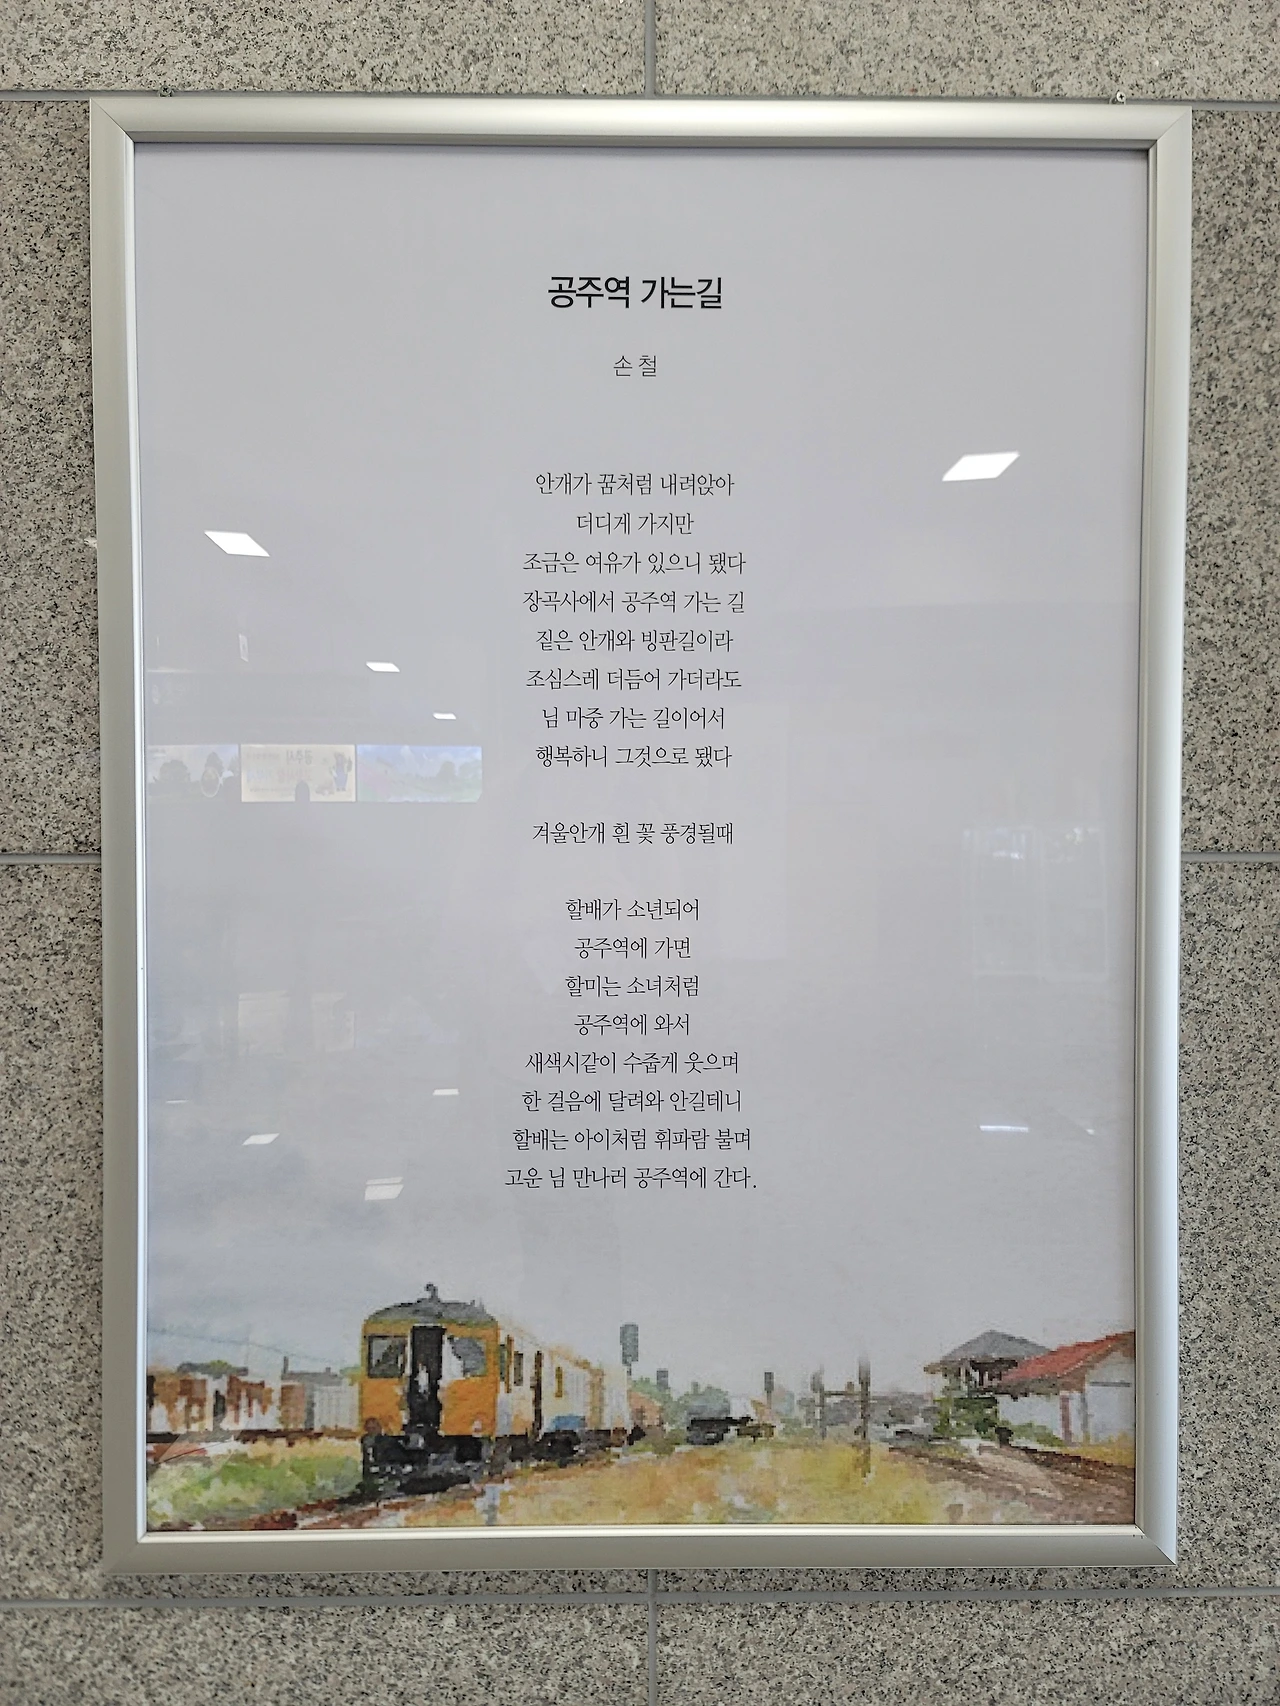 공주역 가는길
손 철
안개가 꿈처럼 내려앉아
더디게 가지만
조금은 여유가 있으니 됐다
장곡사에서 공주역 가는 길
짙은 안개와 빙판길이라
조심스레 더듬어 가더라도
님 마중 가는 길이어서
행복하니 그것으로 됐다
겨울안개 흰 꽃 풍경될때
할배가 소년되어
공주역에 가면
할미는 소녀처럼
공주역에 와서
새색시같이 수줍게 웃으며
한 걸음에 달려와 안길테니
할배는 아이처럼 휘파람 불며
고운 님 만나러 공주역에 간다.